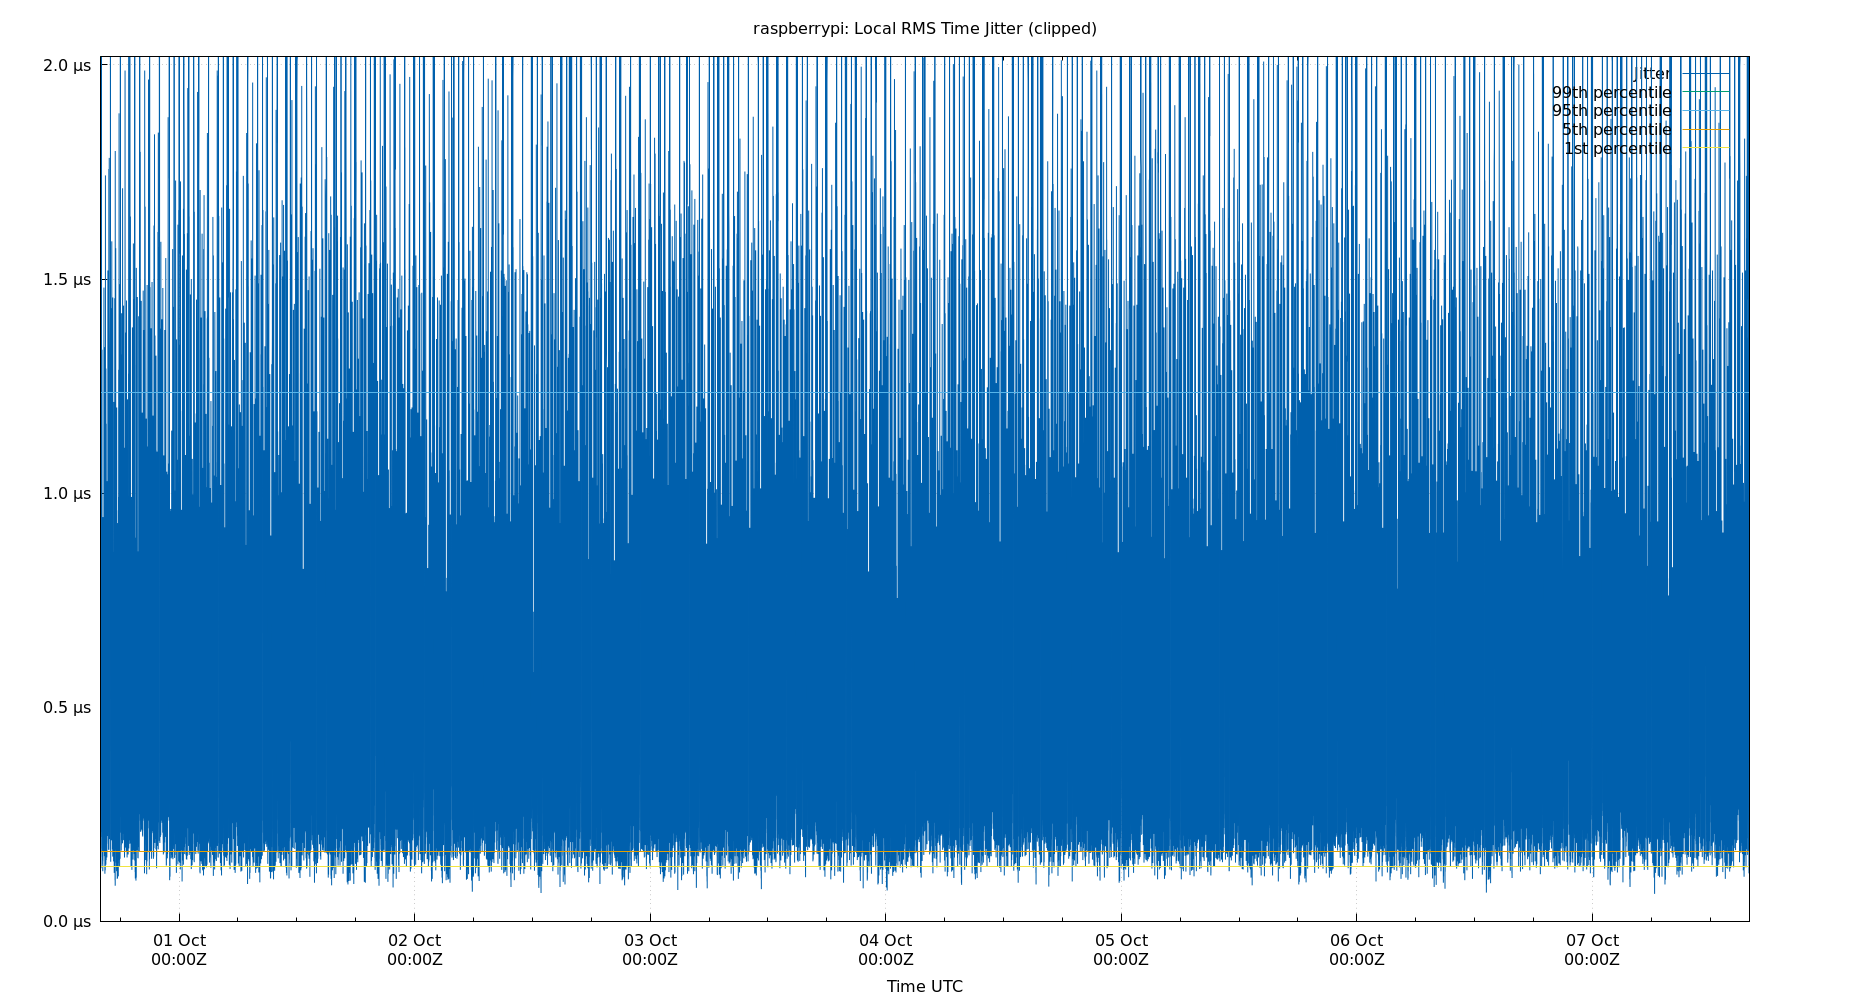 raspberrypi: Local RMS Time Jitter (clipped)
2.0 µs
1.5 µs
1.0 µs
0.5 µs
0.0 µs
Jitter
99th percentile
95th percentile
5th percentile
1st percentile
01 Oct 02 Oct 03 Oct 04 Oct 05 Oct 06 Oct 07 Oct
00:00Z 00:00Z 00:00Z 00:00Z 00:00Z 00:00Z 00:00Z
Time UTC